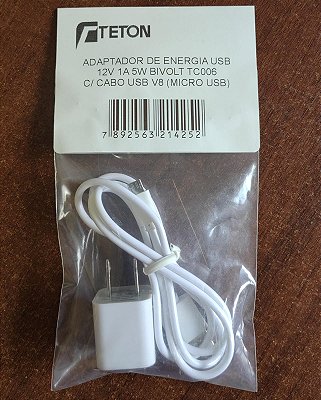 TETON
ADAPTADOR DE ENERGIA USB
12V 1A 5W BIVOLT TC006
C/ CABO USB V8 (MICRO USB)
7 892563 214252